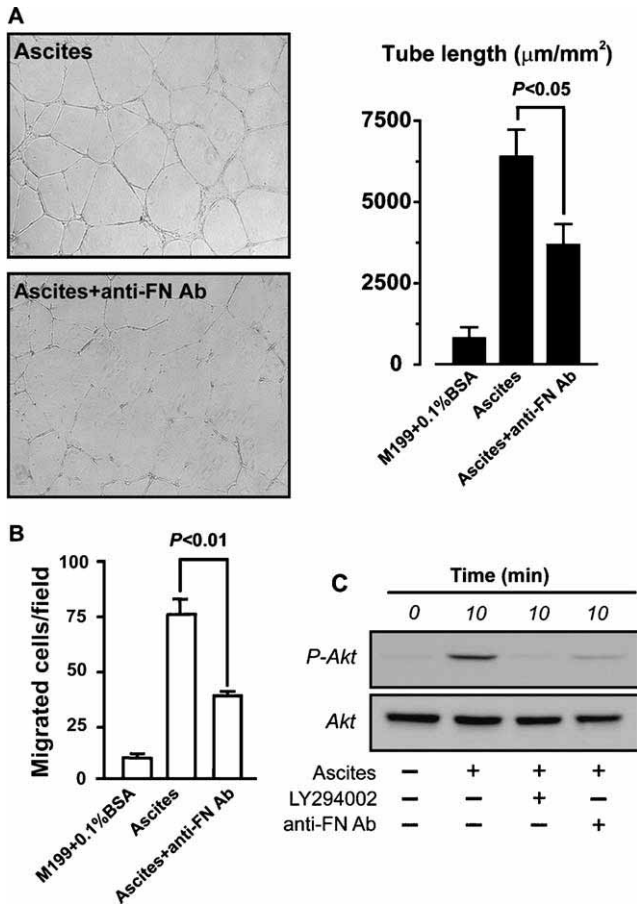 A
Ascites
Ascites+anti-FN Ab
Tube length (μm/mm²)
P<0.05
7500
5000
2500
0
M199+0.1%BSA
Ascites
Ascites+anti-FN Ab
B
Migrated cells/field
P<0.01
100
75
50
25
0
M199+0.1%BSA
Ascites
Ascites+anti-FN Ab
C
Time (min)
0 10 10 10
P-Akt
Akt
Ascites – + + +
LY294002 – – + –
anti-FN Ab – – – +